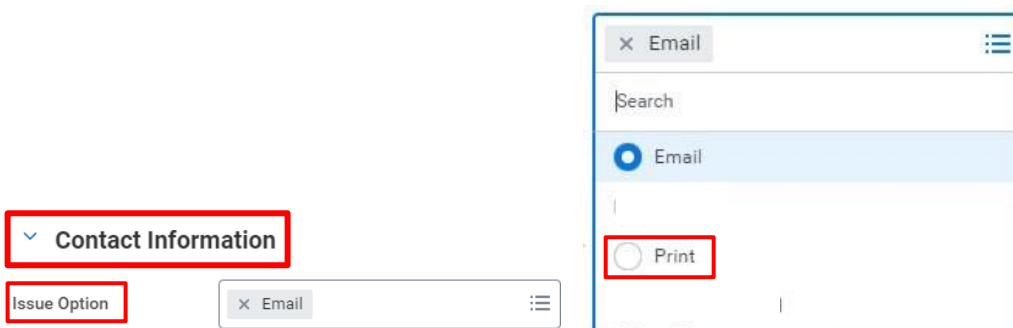 Contact Information
Issue Option
Email
Email
Search
Email
Print